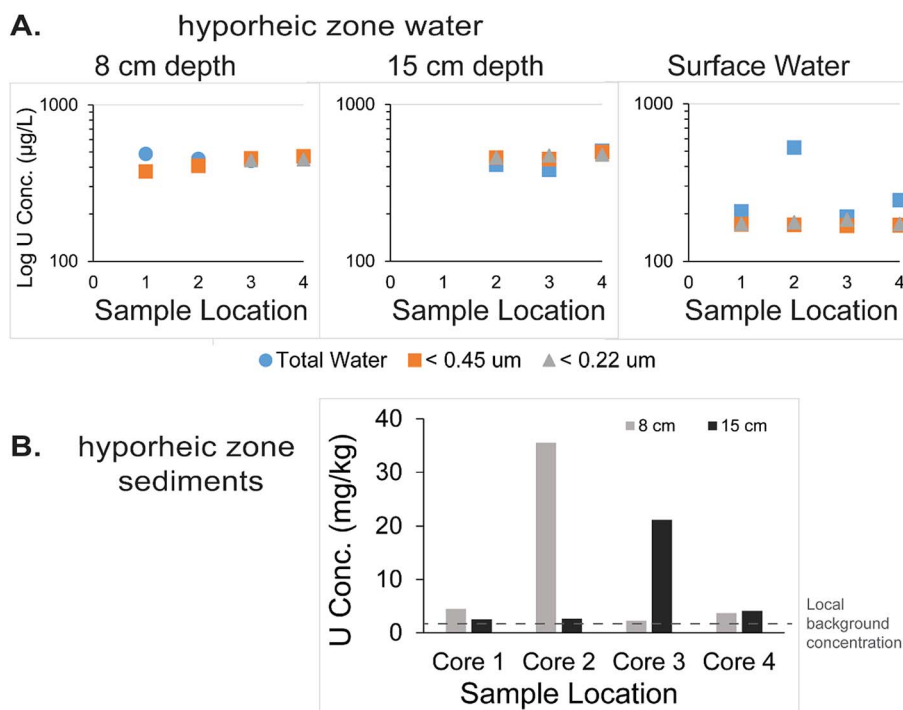 A. hyporheic zone water
8 cm depth
15 cm depth
Surface Water
Log U Conc. (µg/L)
1000
100
0 1 2 3 4
Sample Location
1000
100
0 1 2 3 4
Sample Location
1000
100
0 1 2 3 4
Sample Location
Total Water < 0.45 um < 0.22 um
B. hyporheic zone
sediments
U Conc. (mg/kg)
40
30
20
10
0
8 cm 15 cm
Local
background
concentration
Core 1 Core 2 Core 3 Core 4
Sample Location